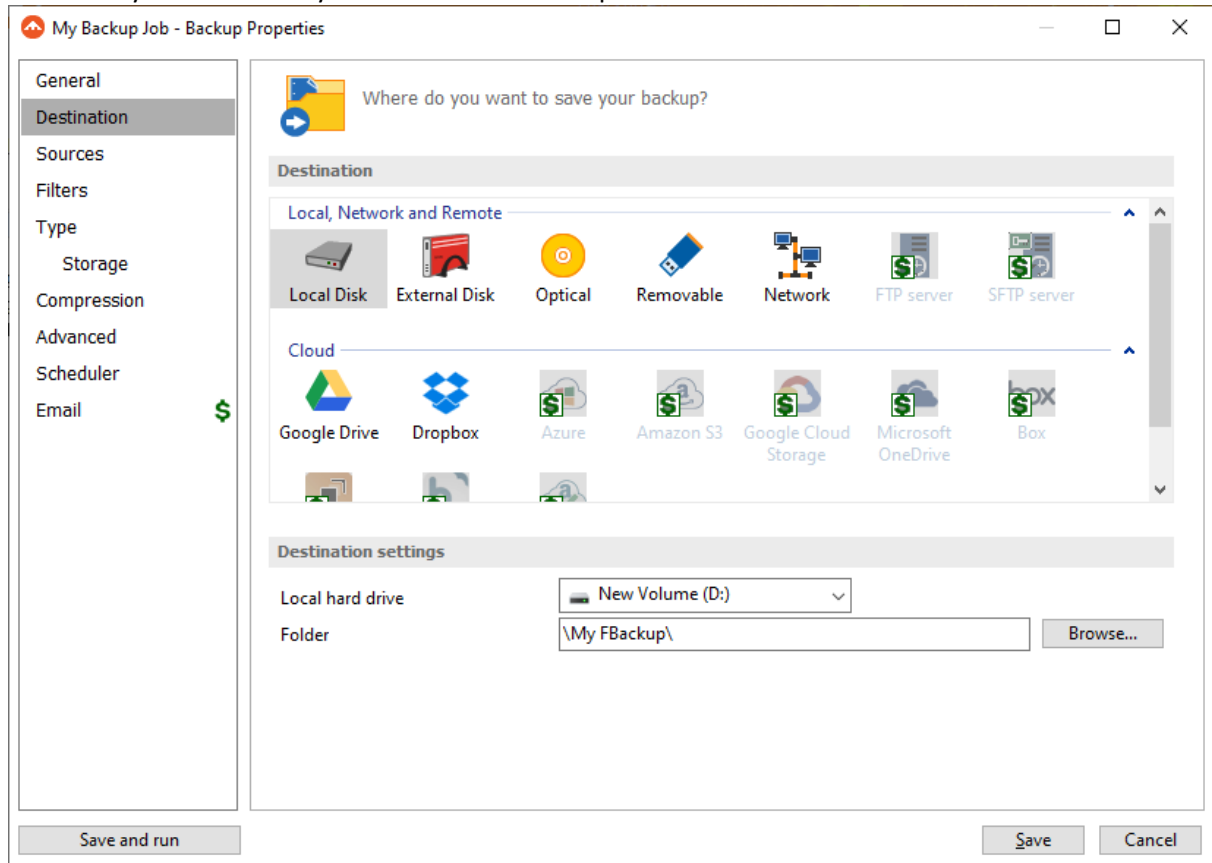 My Backup Job - Backup Properties
General
Destination
Sources
Filters
Type
Storage
Compression
Advanced
Scheduler
Email $
Where do you want to save your backup?
Destination
Local, Network and Remote
Local Disk External Disk Optical Removable Network FTP server SFTP server
Cloud
Google Drive Dropbox Azure Amazon S3 Google Cloud Storage Microsoft OneDrive Box
Destination settings
Local hard drive New Volume (D:)
Folder \My FBackup\ Browse...
Save and run Save Cancel